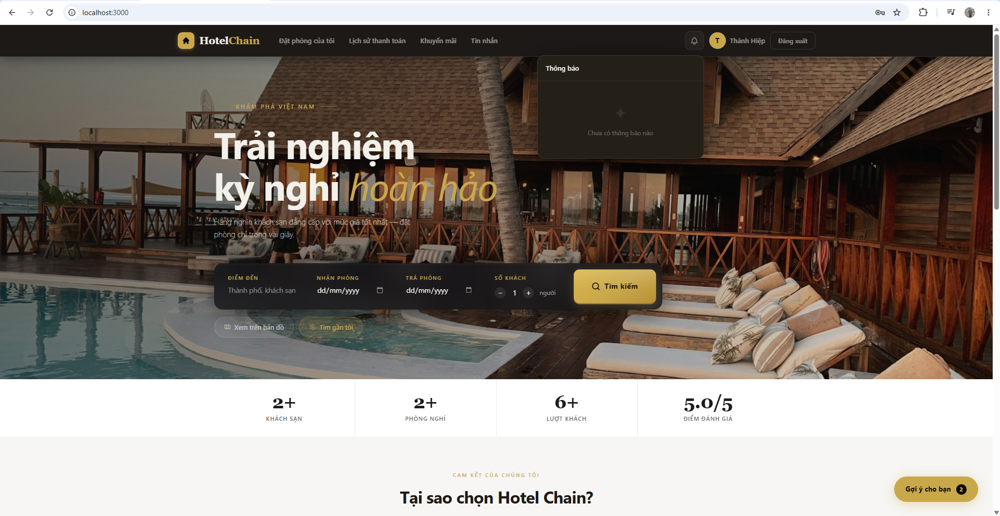 localhost:3000
HotelChain
Đặt phòng của tôi
Lịch sử thanh toán
Khuyến mãi
Tin nhắn
T
Thành Hiệp
Đăng xuất
Thông báo
Chưa có thông báo nào
KHÁM PHÁ VIỆT NAM
Trải nghiệm
kỳ nghỉ hoàn hảo
Hàng nghìn khách sạn đẳng cấp với mức giá tốt nhất — đặt
phòng chỉ trong vài giây.
ĐIỂM ĐẾN
Thành phố, khách sạn
NHẬN PHÒNG
dd/mm/yyyy
TRẢ PHÒNG
dd/mm/yyyy
SỐ KHÁCH
− 1 + người
Tìm kiếm
Xem trên bản đồ
Tìm gần tôi
2+
KHÁCH SẠN
2+
PHÒNG NGHỈ
6+
LƯỢT KHÁCH
5.0/5
ĐIỂM ĐÁNH GIÁ
CAM KẾT CỦA CHÚNG TÔI
Tại sao chọn Hotel Chain?
Gợi ý cho bạn 2